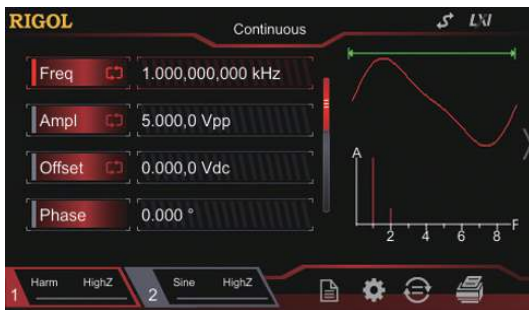 RIGOL
Continuous
LXI
Freq 1.000,000,000 kHz
Ampl 5.000,0 Vpp
Offset 0.000,0 Vdc
Phase 0.000 °
A
F
2 4 6 8
1 Harm HighZ
2 Sine HighZ